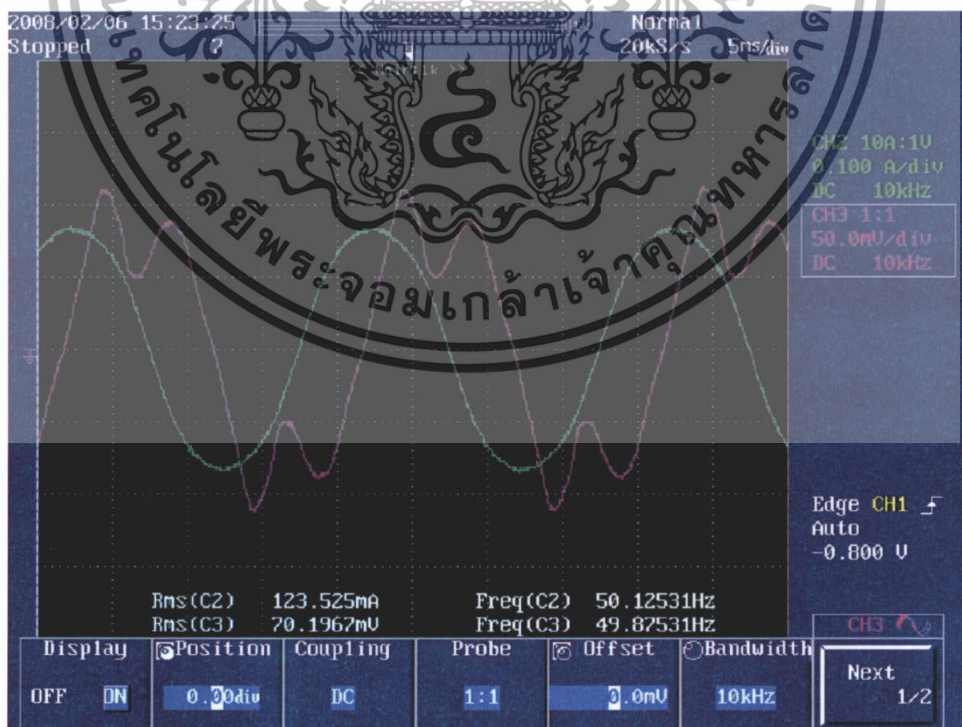 2008/02/06 15:23:25
Stopped 7
Normal
20kS/s 5ms/div
CH2 10A:1V
0.100 A/div
DC 10kHz
CH3 1:1
50.0mV/div
DC 10kHz
เทคโนโลยีพระจอมเกล้าเจ้าคุณทหารลาด
Edge CH1
Auto
-0.800 V
Rms(C2) 123.525mA Freq(C2) 50.12531Hz
Rms(C3) 70.1967mV Freq(C3) 49.87531Hz
CH3
Display Position Coupling Probe Offset Bandwidth
OFF ON 0.00div DC 1:1 0.0mV 10kHz
Next
1/2